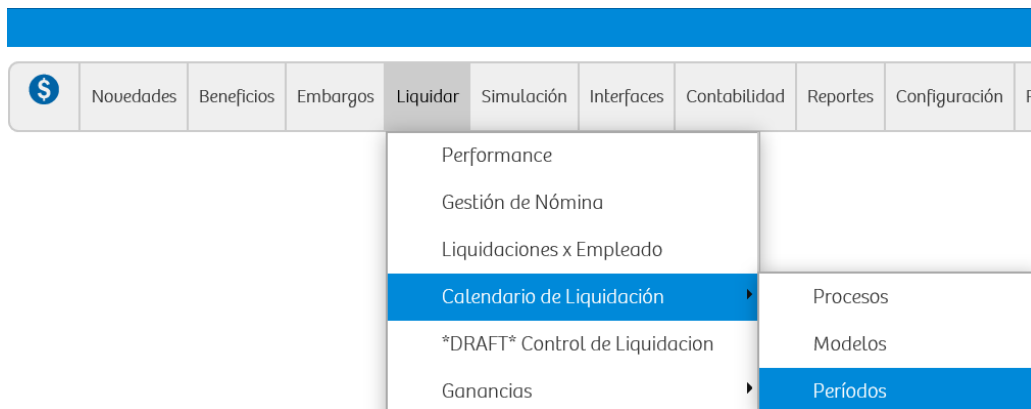 $ Novedades Beneficios Embargos Liquidar Simulación Interfaces Contabilidad Reportes Configuración
Performance
Gestión de Nómina
Liquidaciones x Empleado
Calendario de Liquidación Procesos
*DRAFT* Control de Liquidacion Modelos
Ganancias Períodos